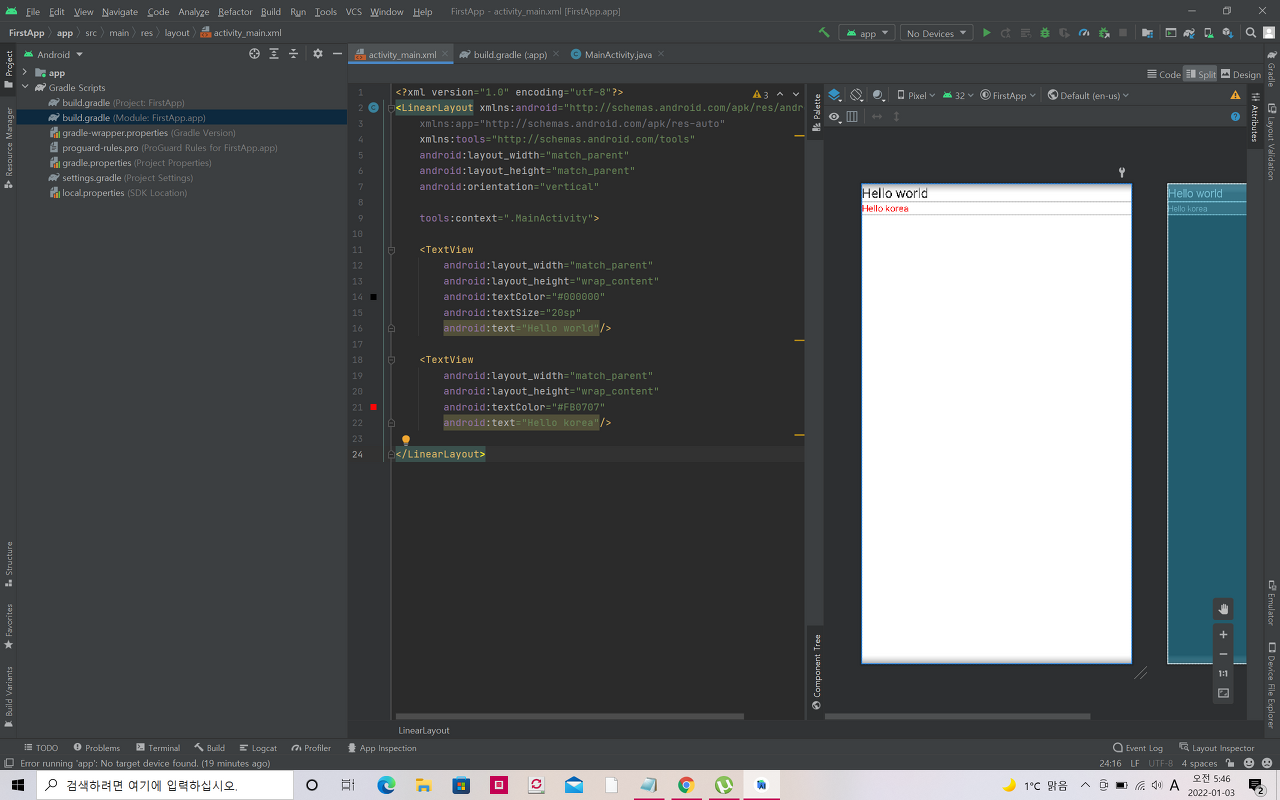 File Edit View Navigate Code Analyze Refactor Build Run Tools VCS Window Help FirstApp - activity_main.xml [FirstApp.app]
FirstApp app src main res layout activity_main.xml app No Devices
Android
activity_main.xml build.gradle (:app) MainActivity.java
Code Split Design
Project
Resource Manager
Structure
Favorites
Build Variants
app
Gradle Scripts
build.gradle (Project: FirstApp)
build.gradle (Module: FirstApp.app)
gradle-wrapper.properties (Gradle Version)
proguard-rules.pro (ProGuard Rules for FirstApp.app)
gradle.properties (Project Properties)
settings.gradle (Project Settings)
local.properties (SDK Location)
3
1 <?xml version="1.0" encoding="utf-8"?>
2 <LinearLayout xmlns:android="http://schemas.android.com/apk/res/andr
3 xmlns:app="http://schemas.android.com/apk/res-auto"
4 xmlns:tools="http://schemas.android.com/tools"
5 android:layout_width="match_parent"
6 android:layout_height="match_parent"
7 android:orientation="vertical"
8
9 tools:context=".MainActivity">
10
11 <TextView
12 android:layout_width="match_parent"
13 android:layout_height="wrap_content"
14 android:textColor="#000000"
15 android:textSize="20sp"
16 android:text="Hello world"/>
17
18 <TextView
19 android:layout_width="match_parent"
20 android:layout_height="wrap_content"
21 android:textColor="#FB0707"
22 android:text="Hello korea"/>
23
24 </LinearLayout>
LinearLayout
Palette
Component Tree
Pixel 32 FirstApp Default (en-us)
Hello world
Hello korea
Hello world
Hello korea
1:1
Attributes
Gradle
Layout Validation
Emulator
Device File Explorer
TODO Problems Terminal Build Logcat Profiler App Inspection Event Log Layout Inspector
Error running 'app': No target device found. (19 minutes ago) 24:16 LF UTF-8 4 spaces
검색하려면 여기에 입력하십시오.
1°C 맑음 A 오전 5:46
2022-01-03
2